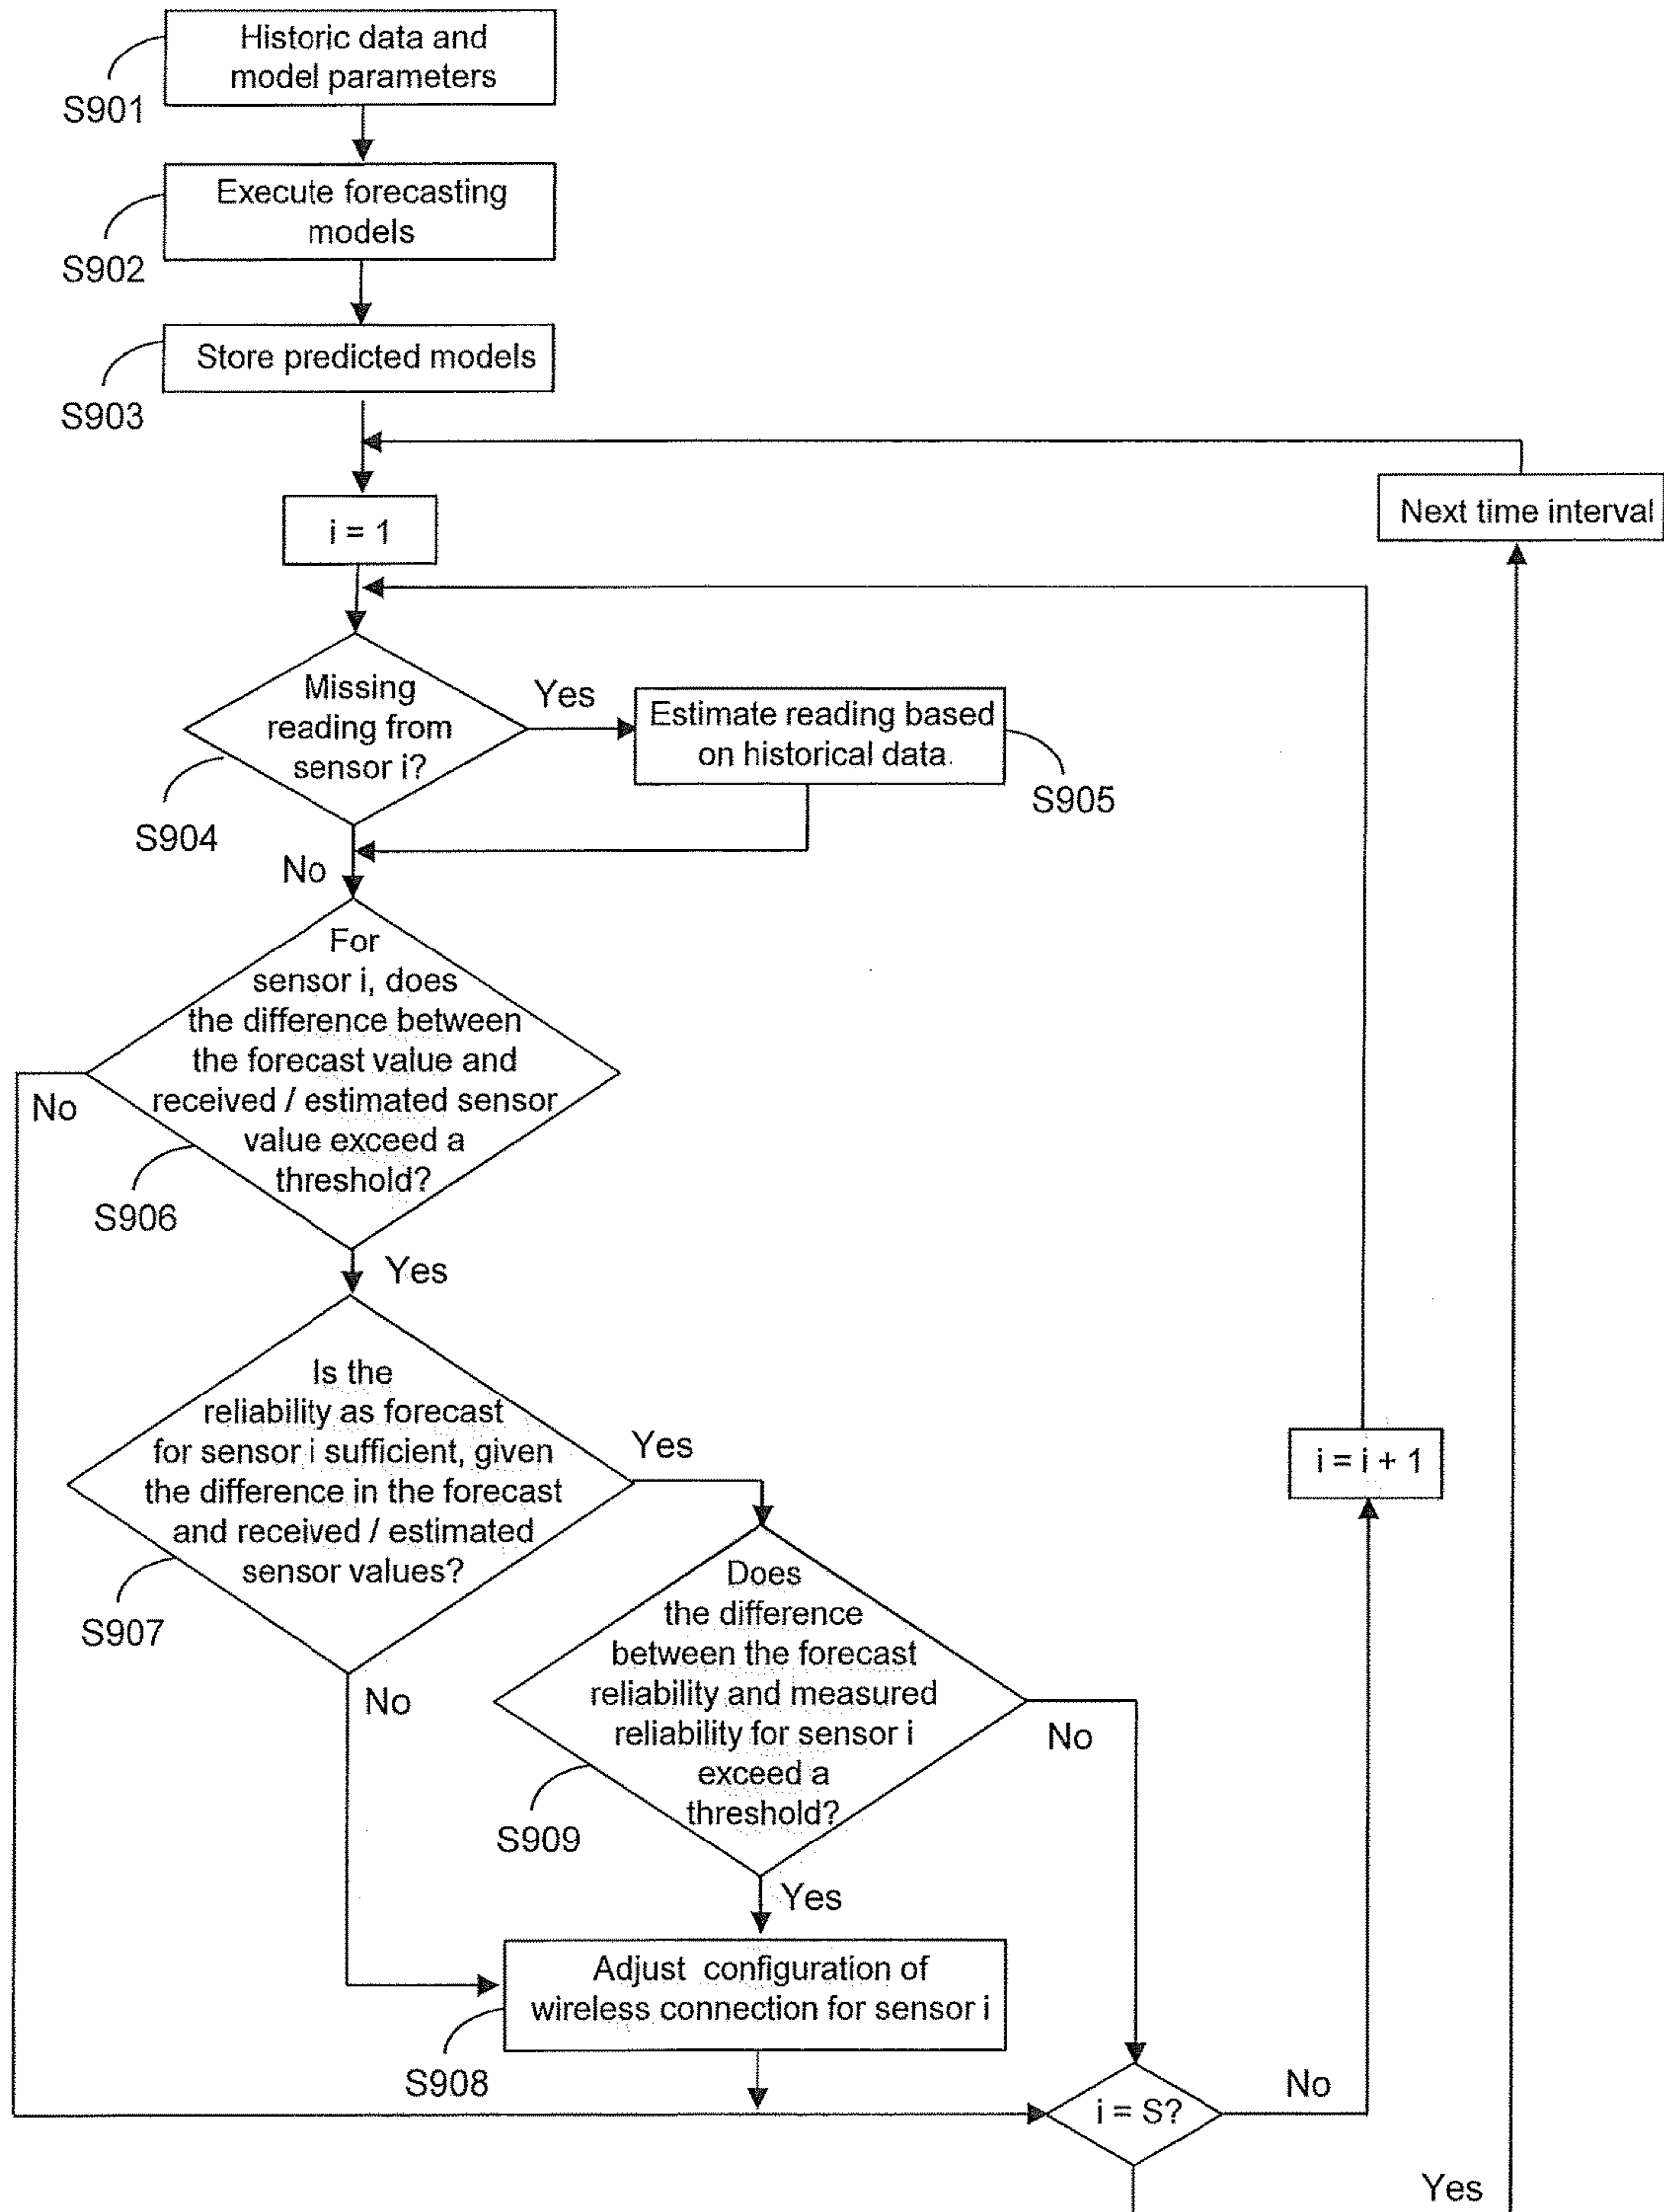 Historic data and
model parameters
S901
Execute forecasting
models
S902
Store predicted models
S903
Next time interval
i = 1
Missing
reading from
sensor i?
Yes
Estimate reading based
on historical data
S905
S904
No
For
sensor i, does
the difference between
the forecast value and
received / estimated sensor
value exceed a
threshold?
No
S906
Yes
Is the
reliability as forecast
for sensor i sufficient, given
the difference in the forecast
and received / estimated
sensor values?
Yes
i = i + 1
S907
No
Does
the difference
between the forecast
reliability and measured
reliability for sensor i
exceed a
threshold?
No
S909
Yes
Adjust configuration of
wireless connection for sensor i
S908
i = S?
No
Yes